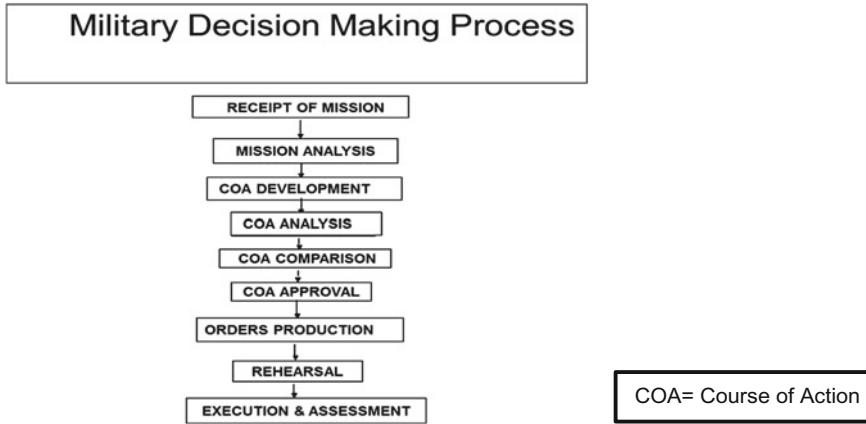 Military Decision Making Process
RECEIPT OF MISSION
MISSION ANALYSIS
COA DEVELOPMENT
COA ANALYSIS
COA COMPARISON
COA APPROVAL
ORDERS PRODUCTION
REHEARSAL
EXECUTION & ASSESSMENT
COA= Course of Action